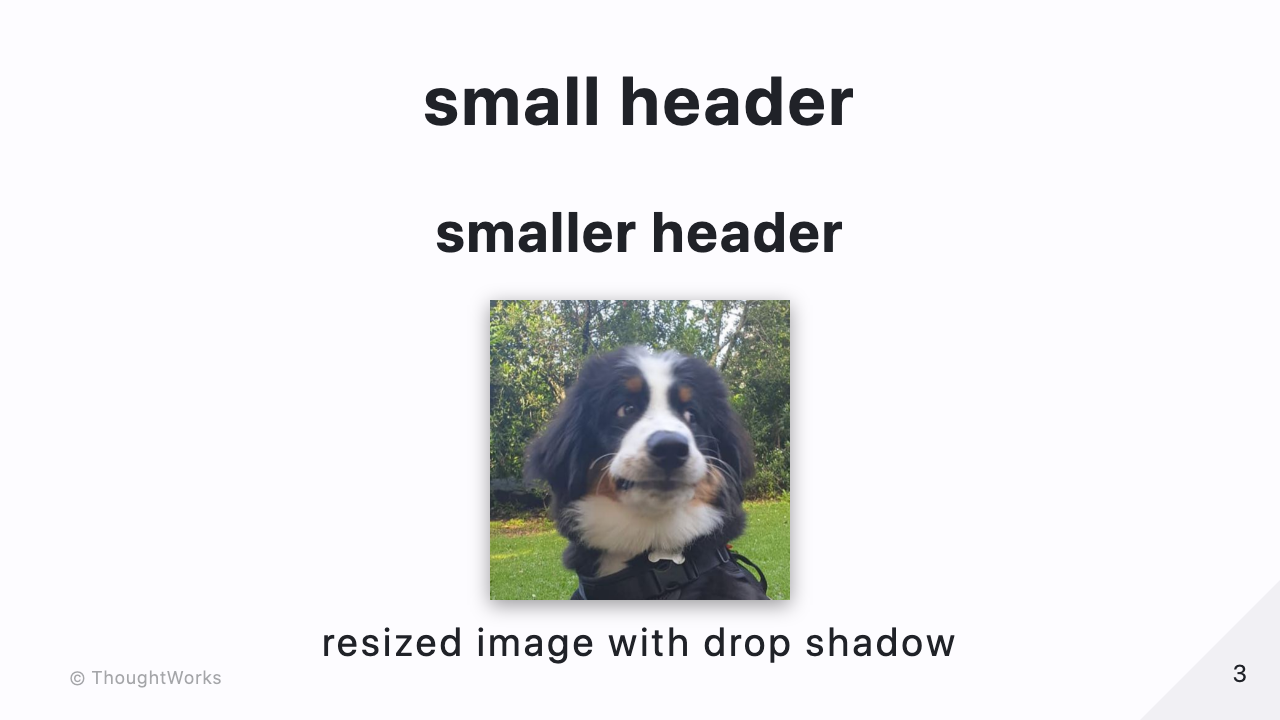 small header
smaller header
resized image with drop shadow
© ThoughtWorks
3